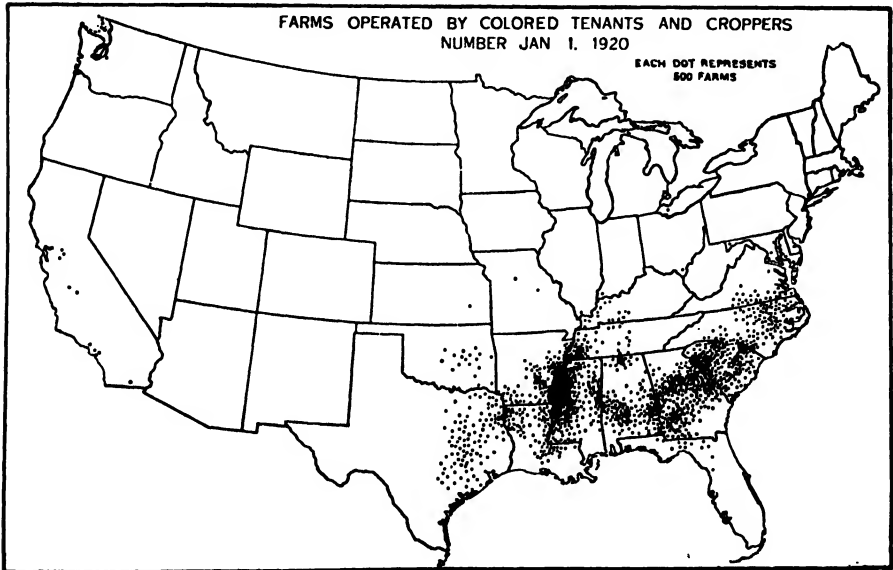 FARMS OPERATED BY COLORED TENANTS AND CROPPERS
NUMBER JAN 1. 1920
EACH DOT REPRESENTS
500 FARMS